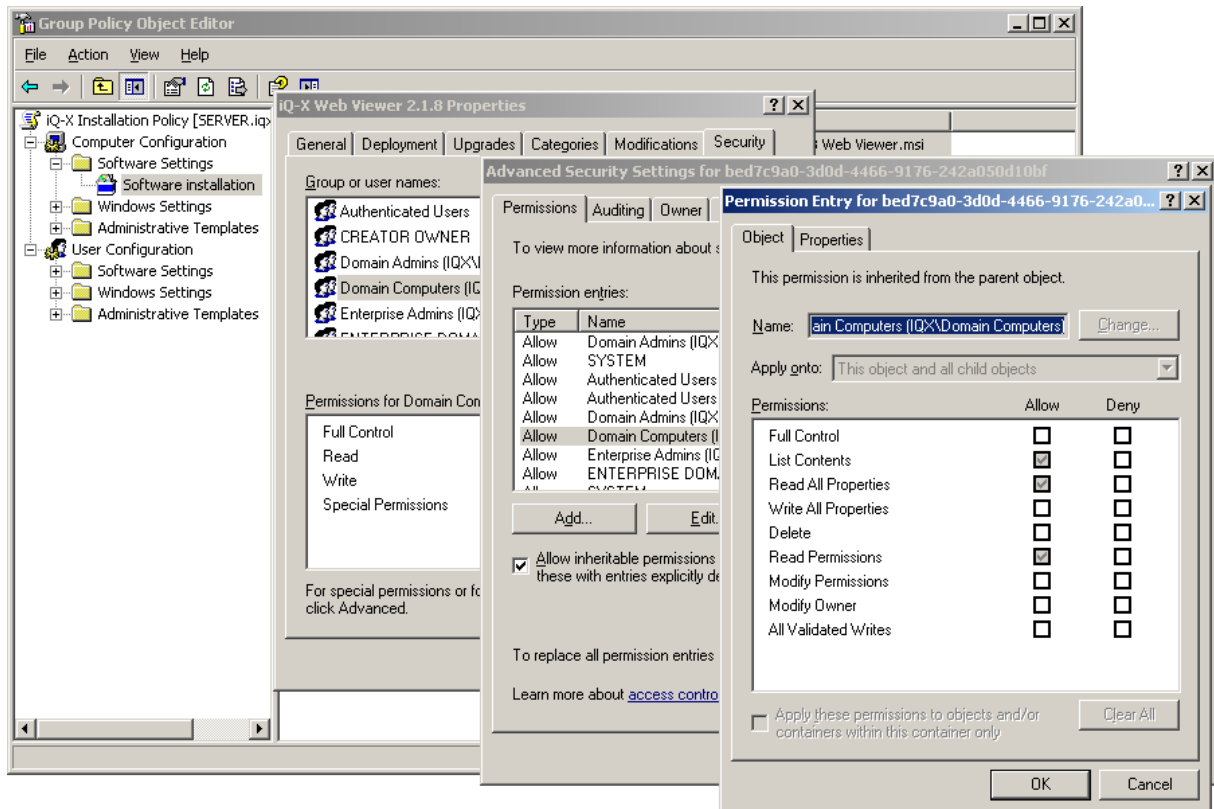 Group Policy Object Editor
File Action View Help
iQ-X Installation Policy [SERVER.iqx
Computer Configuration
Software Settings
Software installation
Windows Settings
Administrative Templates
User Configuration
Software Settings
Windows Settings
Administrative Templates
Web Viewer.msi
iQ-X Web Viewer 2.1.8 Properties
General Deployment Upgrades Categories Modifications Security
Group or user names:
Authenticated Users
CREATOR OWNER
Domain Admins (IQX\
Domain Computers (IQ
Enterprise Admins (IQX
ENTERPRISE DOMA
Permissions for Domain Con
Full Control
Read
Write
Special Permissions
For special permissions or fo
click Advanced.
Advanced Security Settings for bed7c9a0-3d0d-4466-9176-242a050d10bf
Permissions Auditing Owner
To view more information about s
Permission entries:
Type Name
Allow Domain Admins (IQX
Allow SYSTEM
Allow Authenticated Users
Allow Authenticated Users
Allow Domain Admins (IQX
Allow Domain Computers (I
Allow Enterprise Admins (IQ
Allow ENTERPRISE DOM
All SYSTEM
Add... Edit.
Allow inheritable permissions
these with entries explicitly de
To replace all permission entries
Learn more about access contro
Permission Entry for bed7c9a0-3d0d-4466-9176-242a0...
Object Properties
This permission is inherited from the parent object.
Name: ain Computers (IQX\Domain Computers) Change...
Apply onto: This object and all child objects
Permissions: Allow Deny
Full Control
List Contents
Read All Properties
Write All Properties
Delete
Read Permissions
Modify Permissions
Modify Owner
All Validated Writes
Apply these permissions to objects and/or
containers within this container only
Clear All
OK Cancel